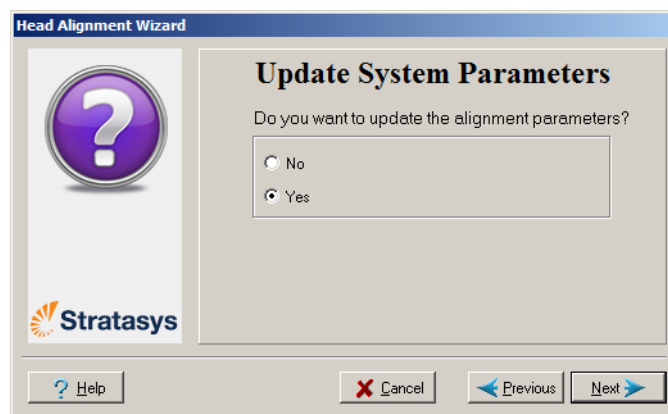 Head Alignment Wizard
Update System Parameters
Do you want to update the alignment parameters?
No
Yes
Stratasys
? Help
Cancel
Previous
Next